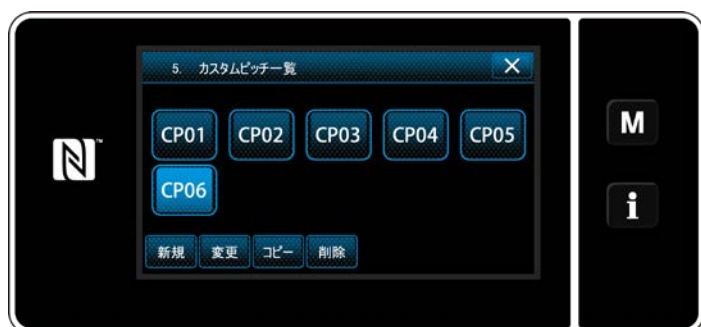 5. カスタムピッチ一覧
CP01 CP02 CP03 CP04 CP05
CP06
新規 変更 コピー 削除
N™
M
i